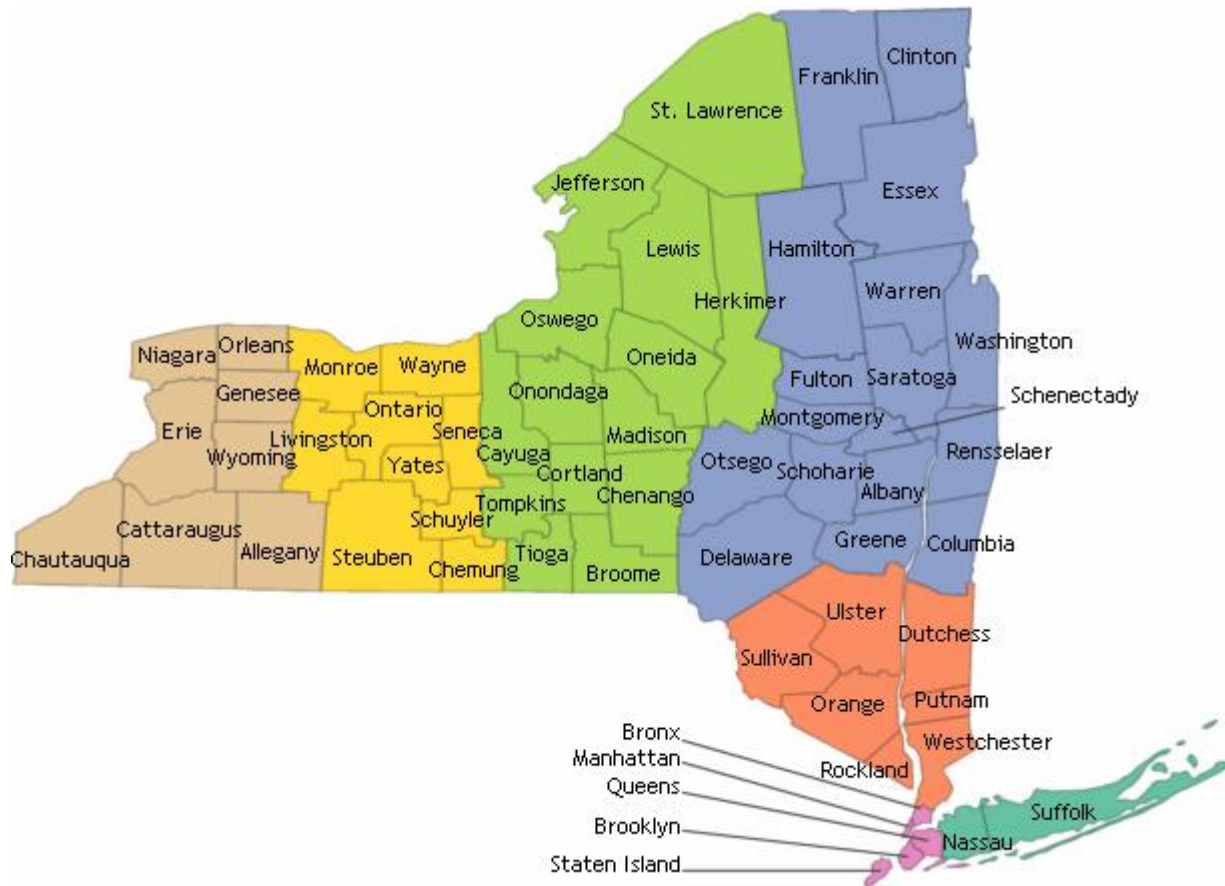 Clinton
Franklin
St. Lawrence
Jefferson
Essex
Lewis
Hamilton
Warren
Herkimer
Oswego
Washington
Niagara
Orleans
Monroe
Wayne
Oneida
Fulton
Saratoga
Genesee
Onondaga
Schenectady
Ontario
Montgomery
Erie
Livingston
Seneca
Madison
Wyoming
Cayuga
Rensselaer
Yates
Otsego
Schoharie
Cortland
Albany
Chenango
Tompkins
Schuyler
Cattaraugus
Greene
Columbia
Allegany
Tioga
Chautauqua
Steuben
Delaware
Chemung
Broome
Ulster
Dutchess
Sullivan
Putnam
Orange
Bronx
Westchester
Manhattan
Rockland
Queens
Suffolk
Brooklyn
Nassau
Staten Island